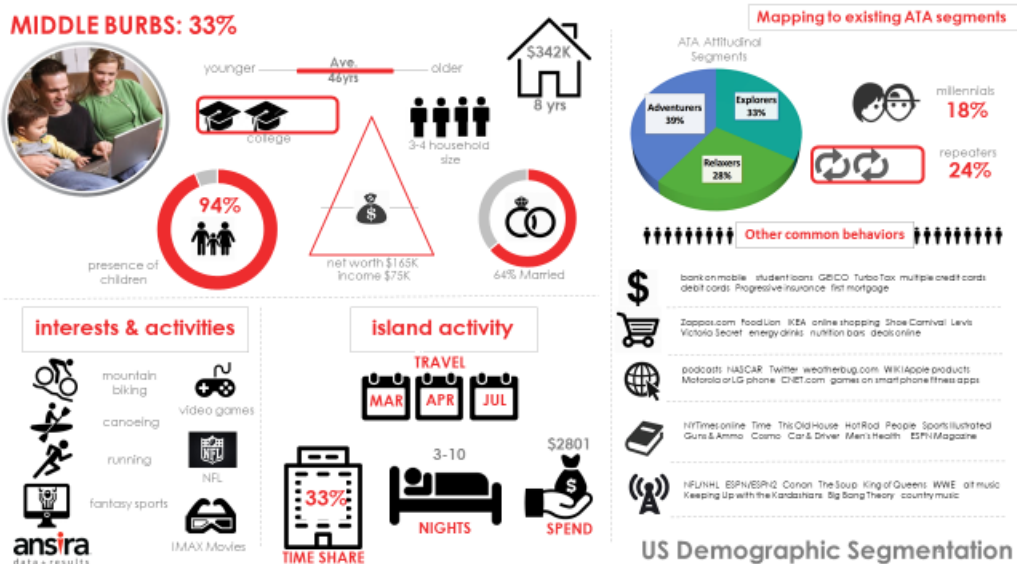 MIDDLE BURBS: 33%
younger
Ave.
46yrs
older
college
3-4 household
size
$342K
8 yrs
94%
presence of
children
$
net worth $165K
income $75K
64% Married
Mapping to existing ATA segments
ATA Attitudinal
Segments
Adventurers
39%
Explorers
33%
Relaxers
28%
millennials
18%
repeaters
24%
Other common behaviors
$
bank on mobile student loans GEICO Turbo Tax multiple credit cards
debit cards Progressive insurance first mortgage
Zappos.com Food Lion IKEA online shopping Shoe Carnival Levis
Victoria Secret energy drinks nutrition bars deals online
podcasts NASCAR Twitter weatherbug.com WIKI Apple products
Motorola or LG phone CNET.com games on smartphone fitness apps
NYTimes online Time This Old House Hot Rod People Sports Illustrated
Guns & Ammo Cosmo Car & Driver Men's Health ESPN Magazine
NFL/NHL ESPN/ESPN2 Conan The Soup King of Queens WWE alt music
Keeping Up with the Kardashians Big Bang Theory country music
interests & activities
mountain
biking
video games
canoeing
running
NFL
NFL
fantasy sports
IMAX Movies
island activity
TRAVEL
MAR
APR
JUL
33%
TIME SHARE
3-10
NIGHTS
$2801
$
SPEND
ansira
data + results
US Demographic Segmentation